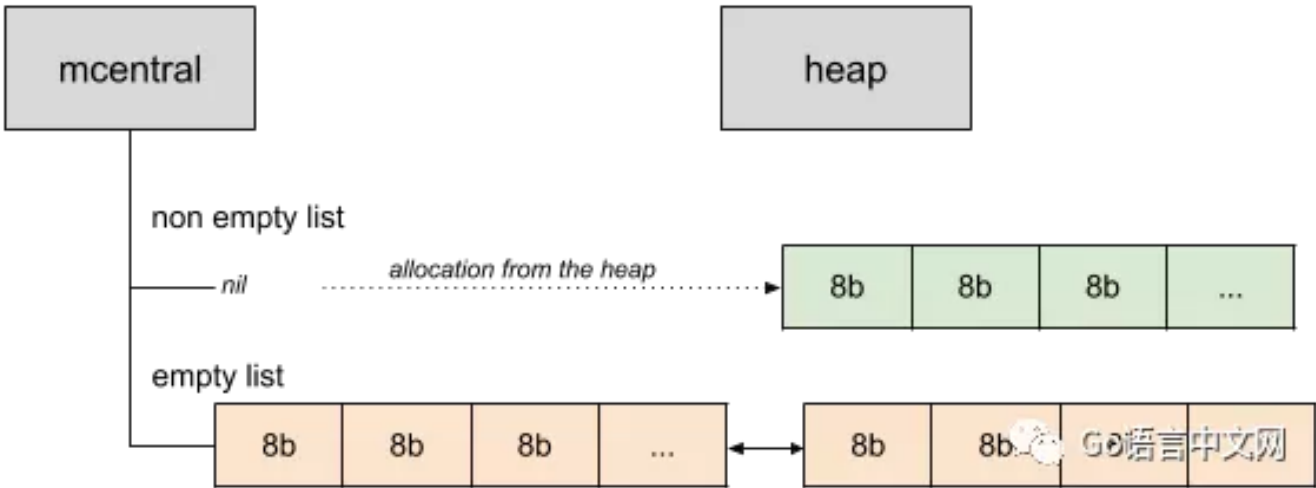 mcentral
heap
non empty list
nil
allocation from the heap
8b 8b 8b ...
empty list
8b 8b 8b ...
8b 8b
Go语言中文网